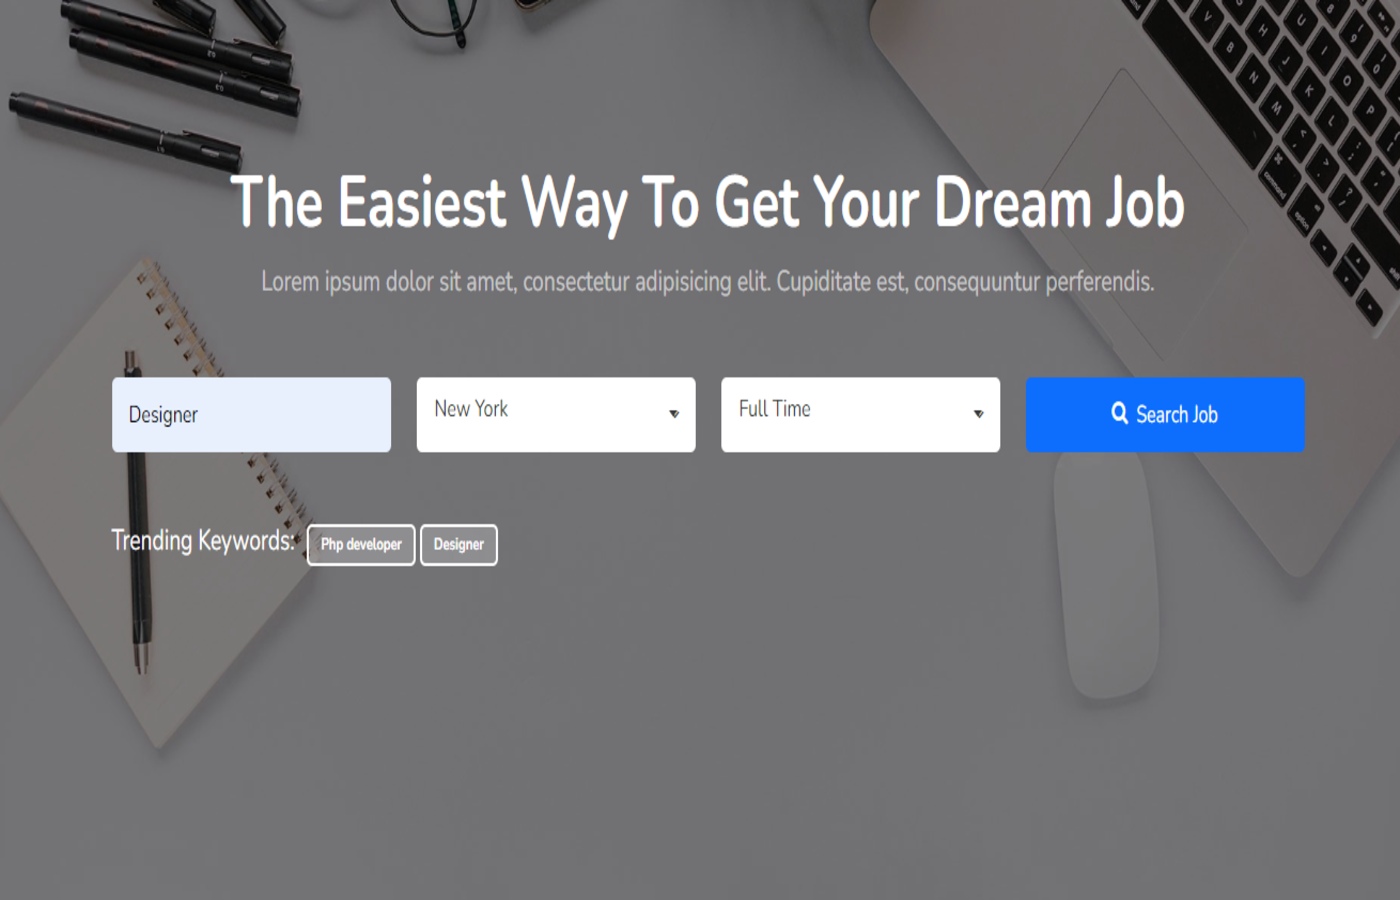 The Easiest Way To Get Your Dream Job
Lorem ipsum dolor sit amet, consectetur adipisicing elit. Cupiditate est, consequuntur perferendis.
Designer
New York
Full Time
Search Job
Trending Keywords: Php developer Designer